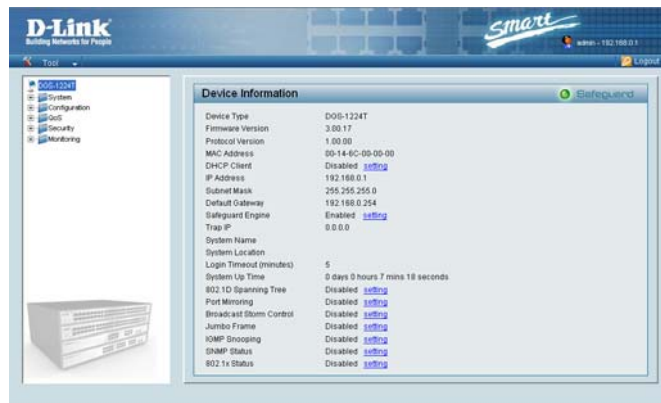 D-Link
Building Networks for People
smart
admin - 192.168.0.1
Tool
Logout
DGS-1224T
System
Configuration
QoS
Security
Monitoring
Device Information
Safeguard
Device Type DGS-1224T
Firmware Version 3.00.17
Protocol Version 1.00.00
MAC Address 00-14-6C-00-00-00
DHCP Client Disabled setting
IP Address 192.168.0.1
Subnet Mask 255.255.255.0
Default Gateway 192.168.0.254
Safeguard Engine Enabled setting
Trap IP 0.0.0.0
System Name
System Location
Login Timeout (minutes) 5
System Up Time 0 days 0 hours 7 mins 18 seconds
802.1D Spanning Tree Disabled setting
Port Mirroring Disabled setting
Broadcast Storm Control Disabled setting
Jumbo Frame Disabled setting
IGMP Snooping Disabled setting
SNMP Status Disabled setting
802.1x Status Disabled setting